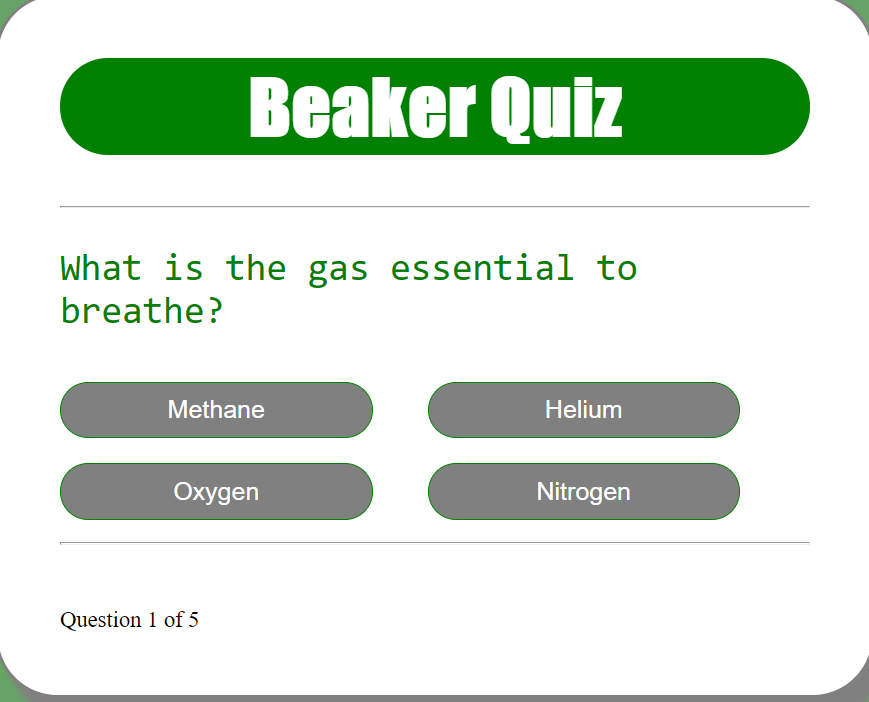 Beaker Quiz
What is the gas essential to
breathe?
Methane
Helium
Oxygen
Nitrogen
Question 1 of 5